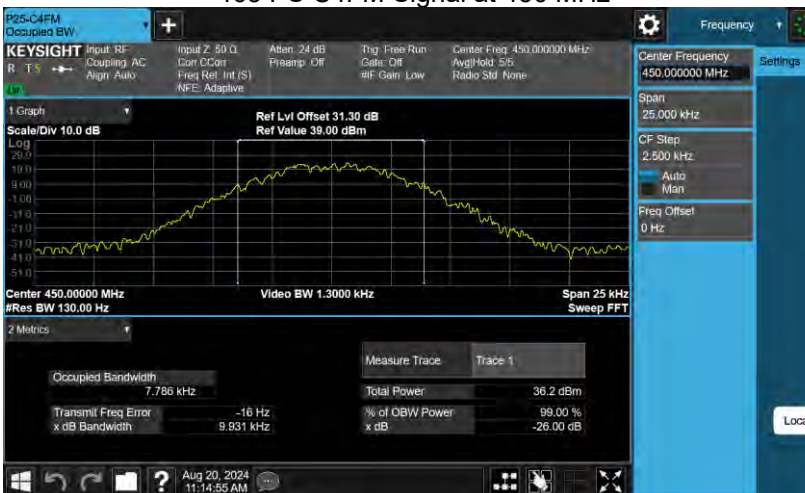 P25-C4FM
Occupied BW
Frequency
KEYSIGHT
Input: RF
Coupling: AC
Align: Auto
Input Z: 50 Ω
Corr CCorr
Freq Ref: Int (S)
NFE: Adaptive
Atten: 24 dB
Preamp: Off
Trig: Free Run
Gate: Off
#IF Gain: Low
Center Freq: 450.000000 MHz
Avg|Hold: 5/5
Radio Std: None
R T S
1 Graph
Scale/Div 10.0 dB
Ref Lvl Offset 31.30 dB
Ref Value 39.00 dBm
Log
29.0
19.0
9.00
-1.00
-11.0
-21.0
-31.0
-41.0
-51.0
Center 450.00000 MHz
#Res BW 130.00 Hz
Video BW 1.3000 kHz
Span 25 kHz
Sweep FFT
2 Metrics
Measure Trace
Trace 1
Occupied Bandwidth
7.786 kHz
Total Power
36.2 dBm
Transmit Freq Error
-16 Hz
% of OBW Power
99.00 %
x dB Bandwidth
9.931 kHz
x dB
-26.00 dB
Center Frequency
450.000000 MHz
Settings
Span
25.000 kHz
CF Step
2.500 kHz
Auto
Man
Freq Offset
0 Hz
Loca
Aug 20, 2024
11:14:55 AM
?